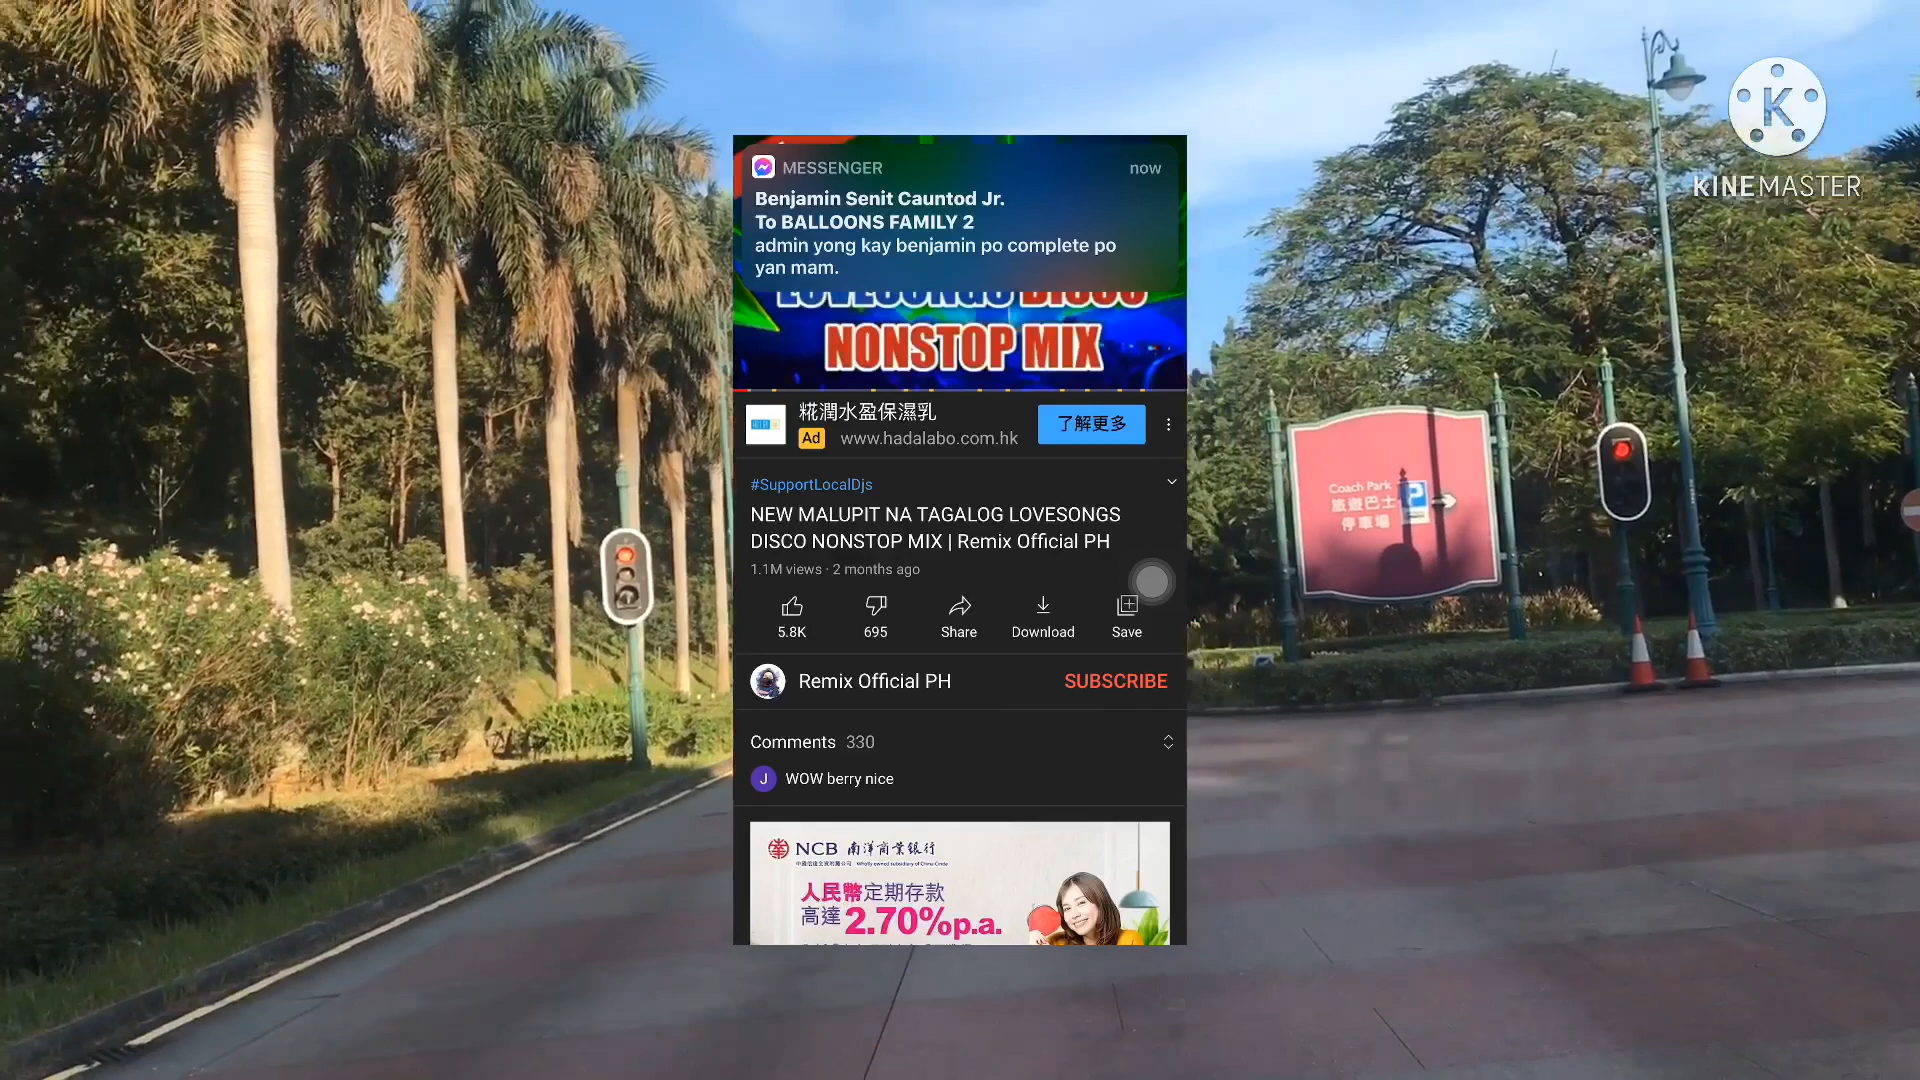 MESSENGER
now
Benjamin Senit Cauntod Jr.
To BALLOONS FAMILY 2
admin yong kay benjamin po complete po
yan mam.
LOVESONGS DISCO
NONSTOP MIX
糀潤水盈保濕乳
Ad www.hadalabo.com.hk
了解更多
#SupportLocalDjs
NEW MALUPIT NA TAGALOG LOVESONGS
DISCO NONSTOP MIX | Remix Official PH
1.1M views · 2 months ago
5.8K
695
Share
Download
Save
Remix Official PH
SUBSCRIBE
Comments 330
J WOW berry nice
NCB 南洋商業銀行
人民幣定期存款
高達2.70%p.a.
Coach Park
旅遊巴士
停車場
P
K
KINEMASTER